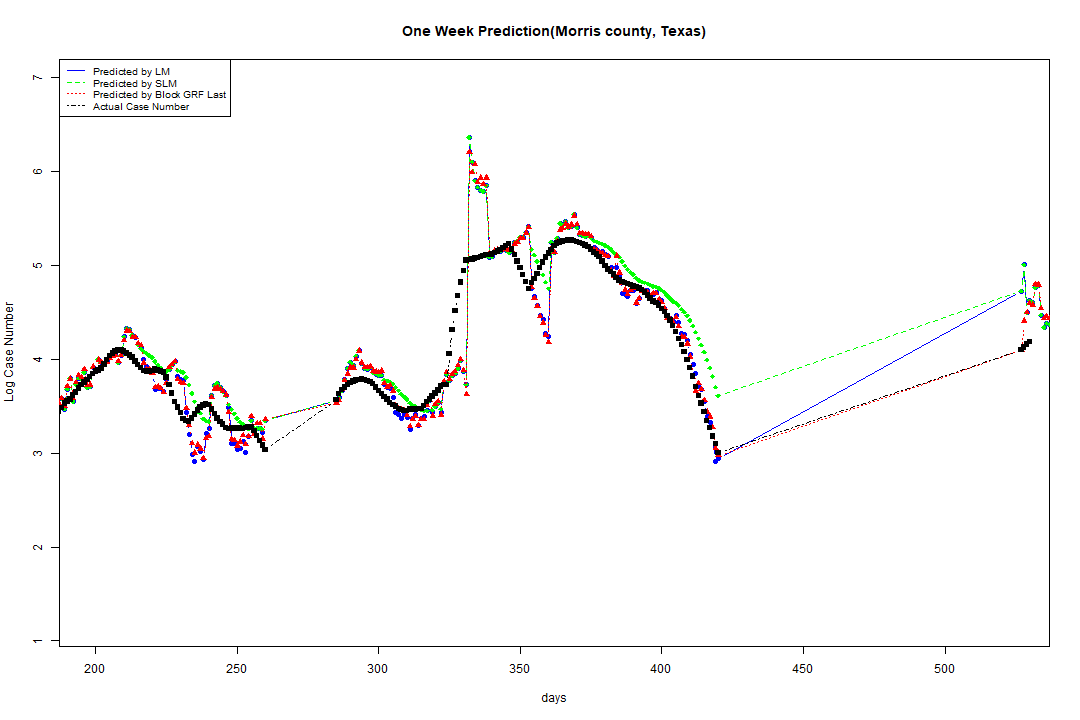 One Week Prediction(Morris county, Texas)
Predicted by LM
Predicted by SLM
Predicted by Block GRF Last
Actual Case Number
7
6
5
4
3
2
1
Log Case Number
200 250 300 350 400 450 500
days